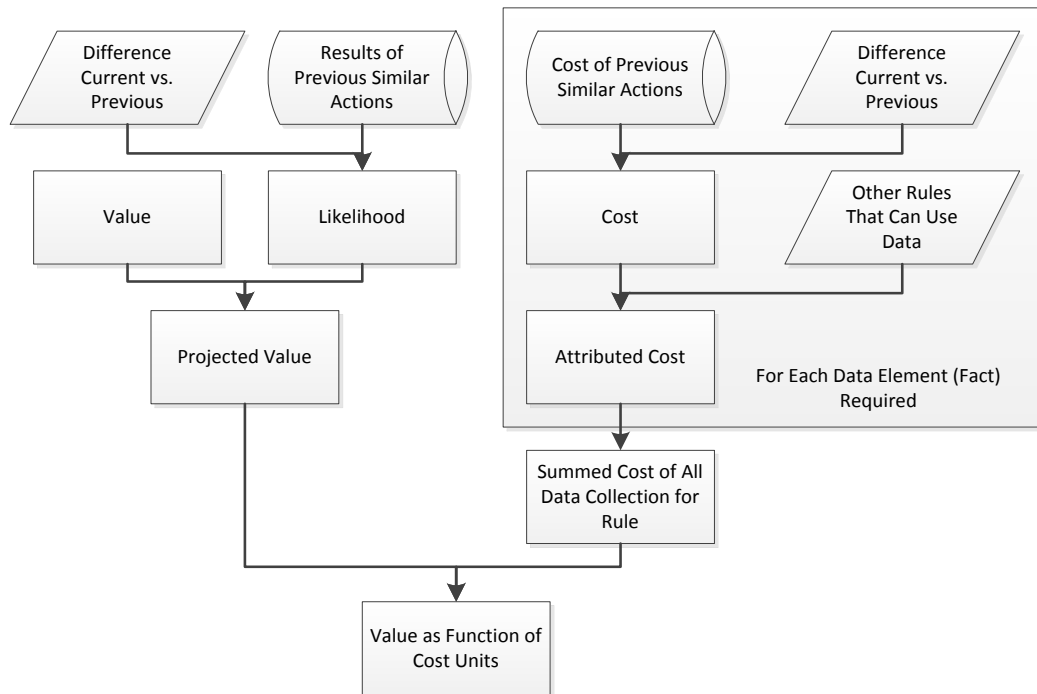 Difference
Current vs.
Previous
Results of
Previous Similar
Actions
Cost of Previous
Similar Actions
Difference
Current vs.
Previous
Value
Likelihood
Cost
Other Rules
That Can Use
Data
Projected Value
Attributed Cost
For Each Data Element (Fact)
Required
Summed Cost of All
Data Collection for
Rule
Value as Function of
Cost Units